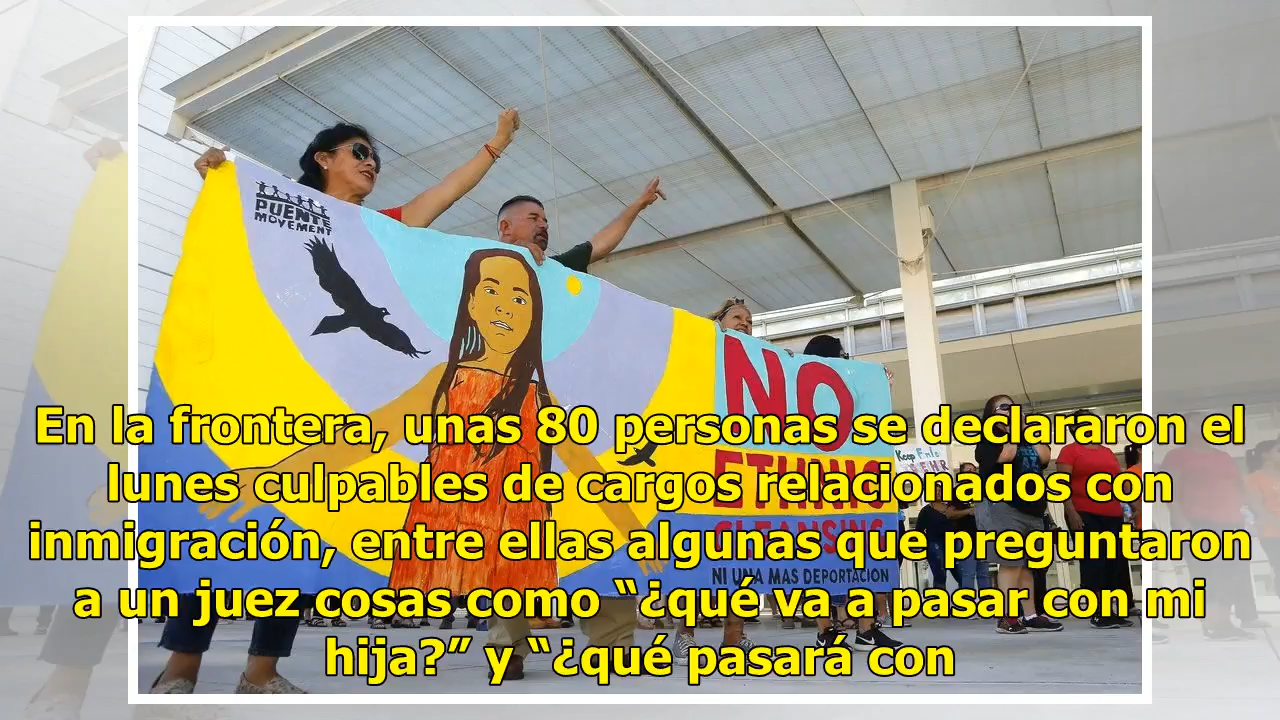 PUENTE
MOVEMENT
NO
ETHNIC
CLEANSING
NI UNA MAS DEPORTACIÓN
Keep
En la frontera, unas 80 personas se declararon el
lunes culpables de cargos relacionados con
inmigración, entre ellas algunas que preguntaron
a un juez cosas como “¿qué va a pasar con mi
hija?” y “¿qué pasará con